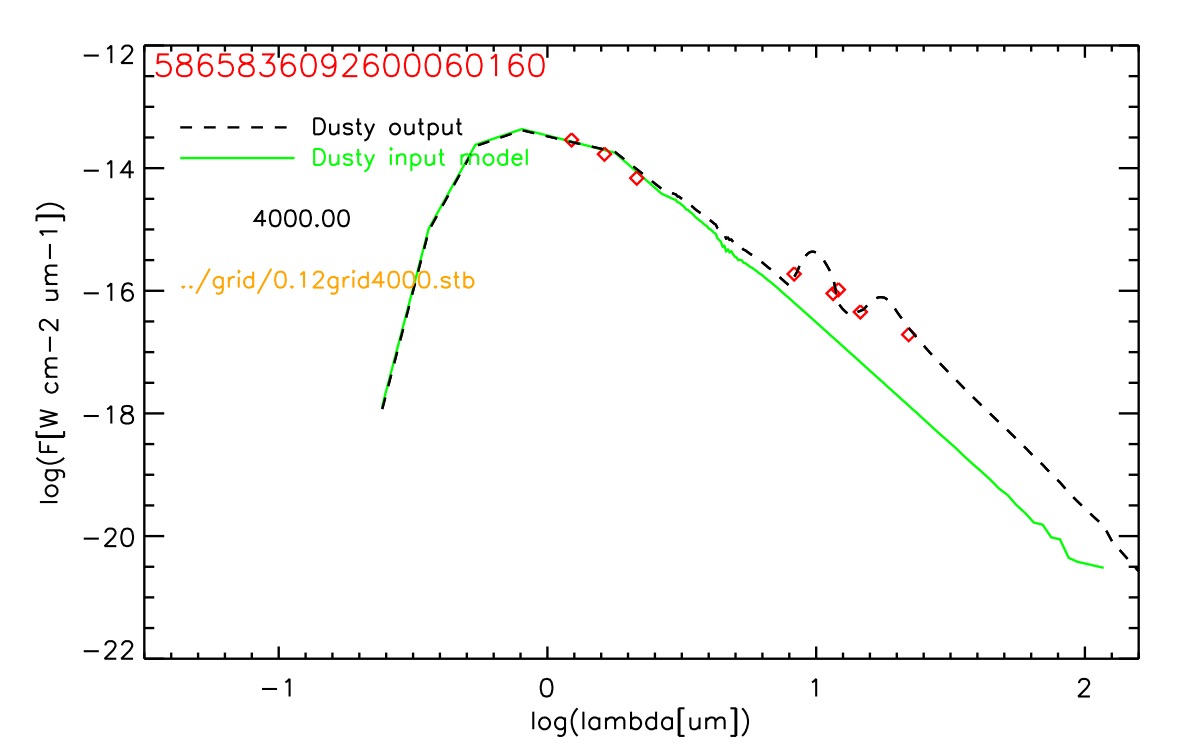 5865836092600060160
Dusty output
Dusty input model
4000.00
../grid/0.12grid4000.stb
-12
-14
-16
-18
-20
-22
log(F[W cm-2 um-1])
-1
0
1
2
log(lambda[um])